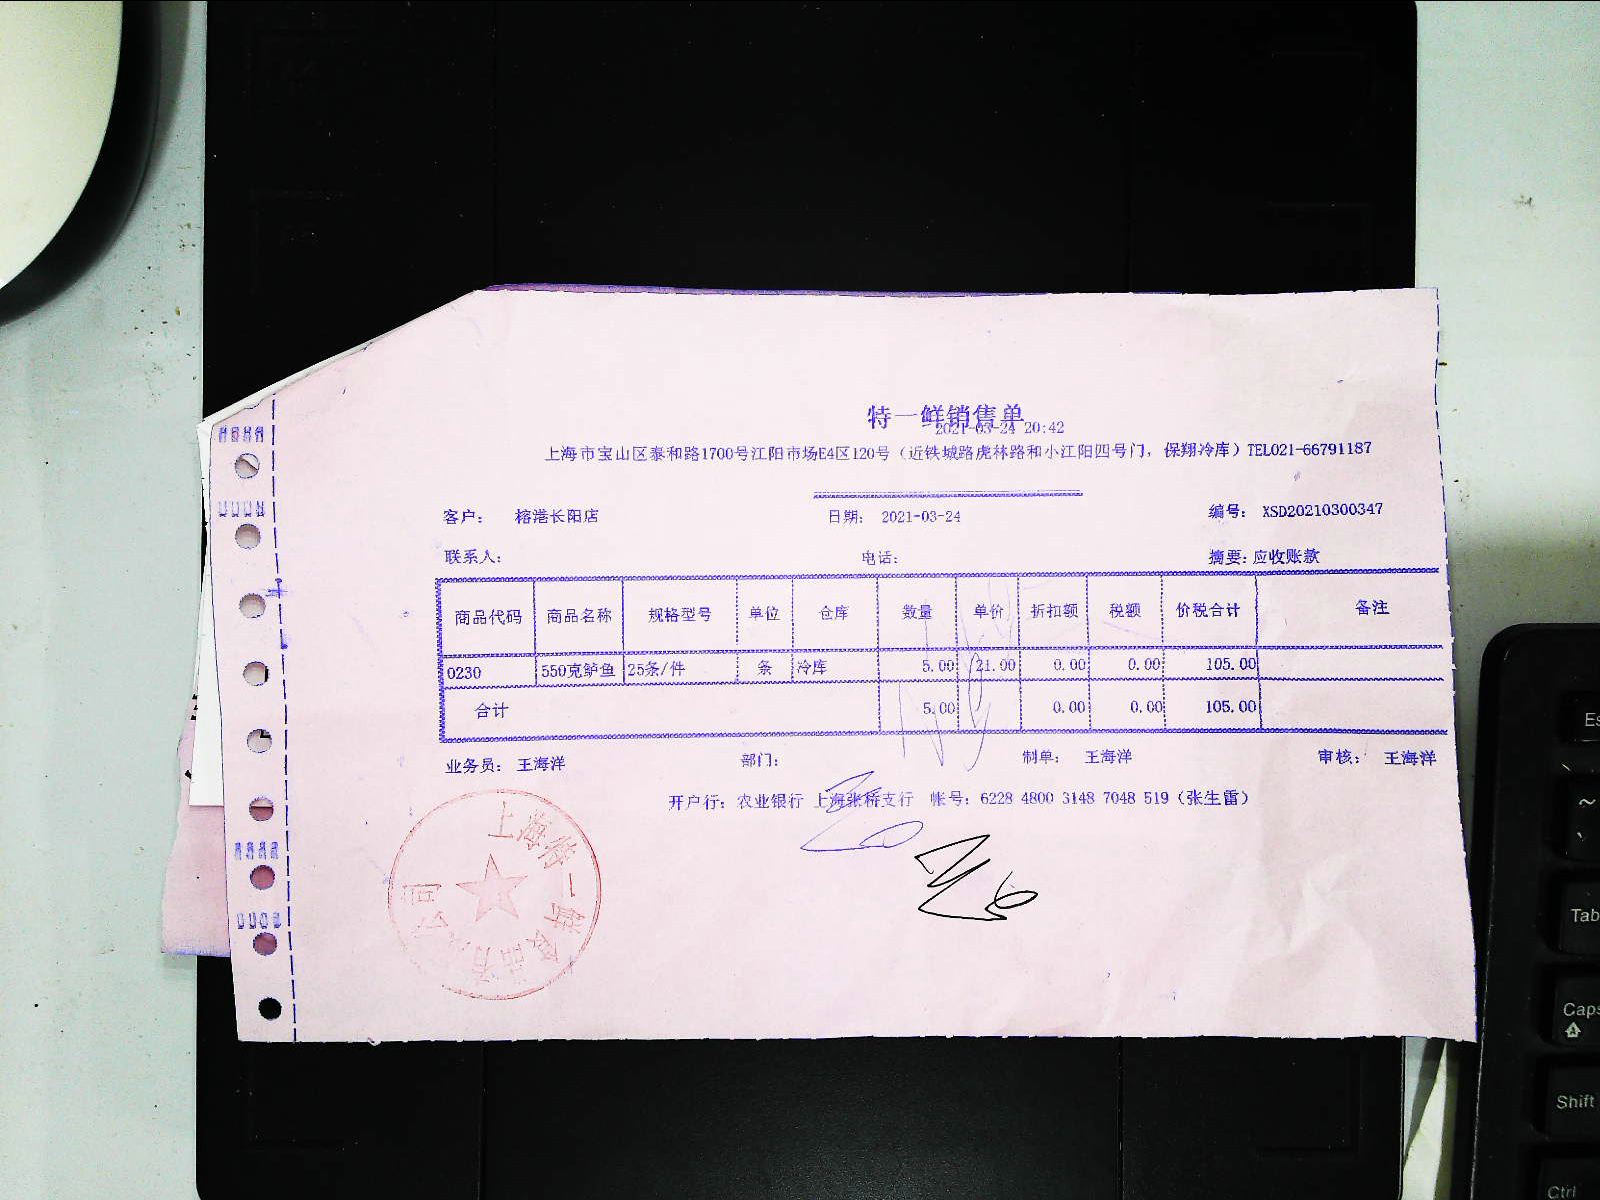 特一鲜销售单
2021-03-24 20:42
上海市宝山区泰和路1700号江阳市场E4区120号（近铁城路虎林路和小江阳四号门，保翔冷库）TEL021-66791187
客户： 榕港长阳店 日期： 2021-03-24 编号： XSD20210300347
联系人： 电话： 摘要：应收账款
商品代码 商品名称 规格型号 单位 仓库 数量 单价 折扣额 税额 价税合计 备注
0230 550克鲈鱼 25条/件 条 冷库 5.00 21.00 0.00 0.00 105.00
合计 5.00 0.00 0.00 105.00
业务员： 王海洋 部门： 制单： 王海洋 审核： 王海洋
开户行：农业银行 上海张桥支行 帐号：6228 4800 3148 7048 519（张生雷）
上海特一
公司
Tab
Caps
Shift
Ctrl